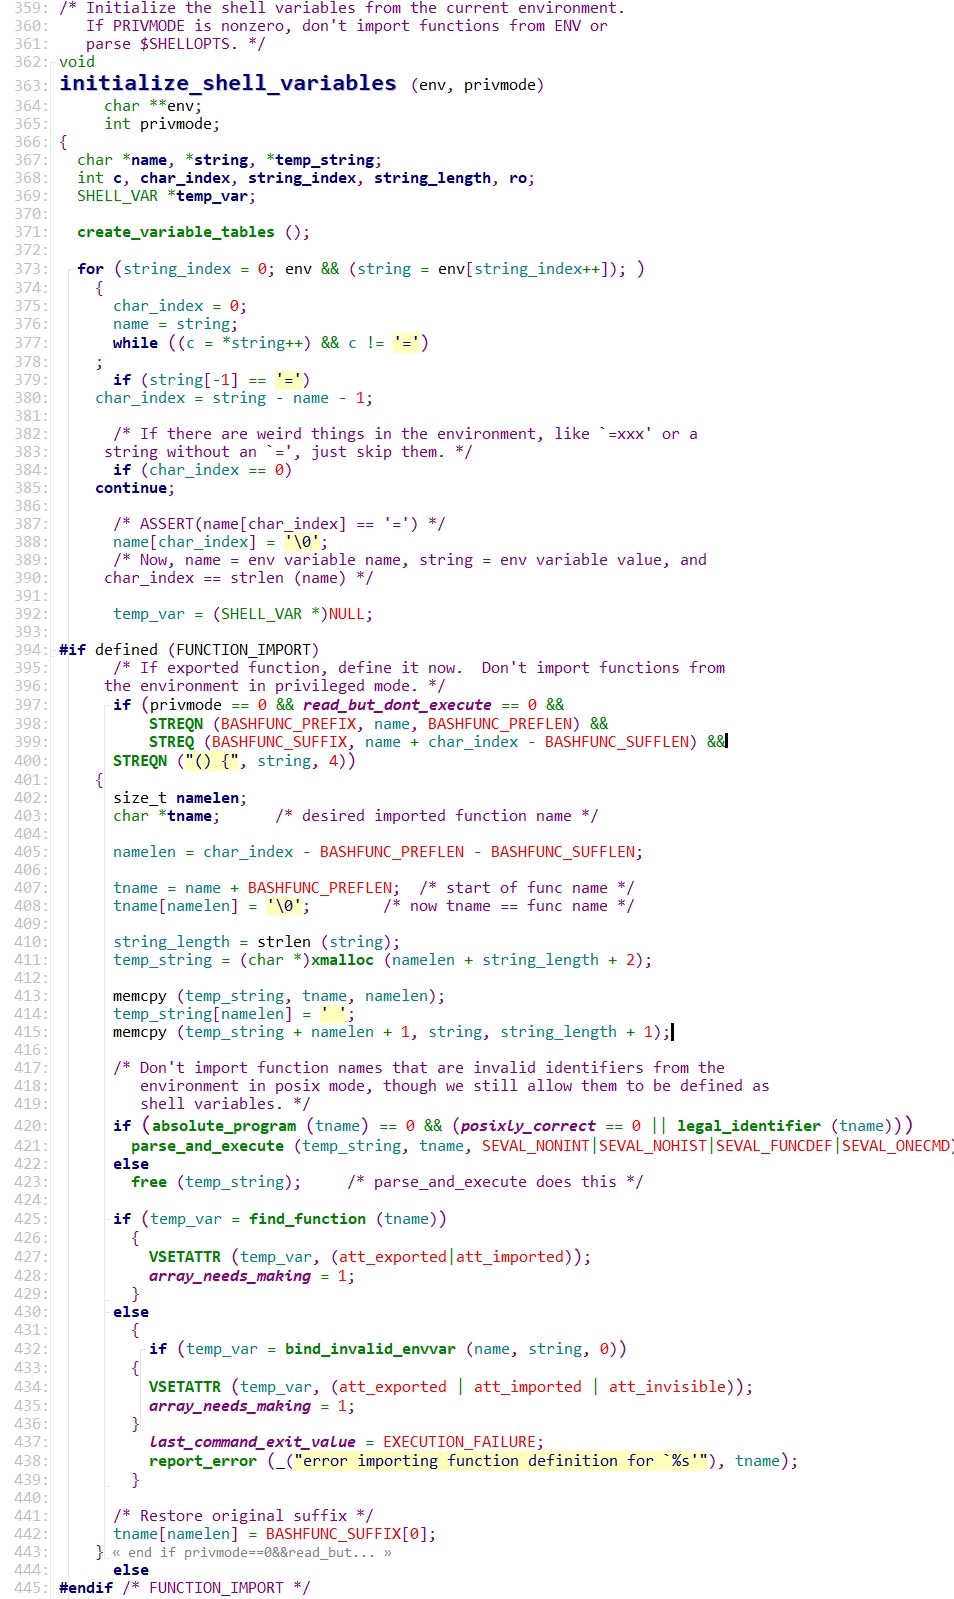 359: /* Initialize the shell variables from the current environment.
360:    If PRIVMODE is nonzero, don't import functions from ENV or
361:    parse $SHELLOPTS. */
362: void
363: initialize_shell_variables (env, privmode)
364:      char **env;
365:      int privmode;
366: {
367:   char *name, *string, *temp_string;
368:   int c, char_index, string_index, string_length, ro;
369:   SHELL_VAR *temp_var;
370:
371:   create_variable_tables ();
372:
373:   for (string_index = 0; env && (string = env[string_index++]); )
374:     {
375:       char_index = 0;
376:       name = string;
377:       while ((c = *string++) && c != '=')
378:     ;
379:       if (string[-1] == '=')
380:     char_index = string - name - 1;
381:
382:       /* If there are weird things in the environment, like `=xxx' or a
383:      string without an `=', just skip them. */
384:       if (char_index == 0)
385:     continue;
386:
387:       /* ASSERT(name[char_index] == '=') */
388:       name[char_index] = '\0';
389:       /* Now, name = env variable name, string = env variable value, and
390:      char_index == strlen (name) */
391:
392:       temp_var = (SHELL_VAR *)NULL;
393:
394: #if defined (FUNCTION_IMPORT)
395:       /* If exported function, define it now.  Don't import functions from
396:      the environment in privileged mode. */
397:       if (privmode == 0 && read_but_dont_execute == 0 &&
398:           STREQN (BASHFUNC_PREFIX, name, BASHFUNC_PREFLEN) &&
399:           STREQ (BASHFUNC_SUFFIX, name + char_index - BASHFUNC_SUFFLEN) &&
400:       STREQN ("() {", string, 4))
401:     {
402:       size_t namelen;
403:       char *tname;      /* desired imported function name */
404:
405:       namelen = char_index - BASHFUNC_PREFLEN - BASHFUNC_SUFFLEN;
406:
407:       tname = name + BASHFUNC_PREFLEN;  /* start of func name */
408:       tname[namelen] = '\0';        /* now tname == func name */
409:
410:       string_length = strlen (string);
411:       temp_string = (char *)xmalloc (namelen + string_length + 2);
412:
413:       memcpy (temp_string, tname, namelen);
414:       temp_string[namelen] = ' ';
415:       memcpy (temp_string + namelen + 1, string, string_length + 1);
416:
417:       /* Don't import function names that are invalid identifiers from the
418:          environment in posix mode, though we still allow them to be defined as
419:          shell variables. */
420:       if (absolute_program (tname) == 0 && (posixly_correct == 0 || legal_identifier (tname)))
421:         parse_and_execute (temp_string, tname, SEVAL_NONINT|SEVAL_NOHIST|SEVAL_FUNCDEF|SEVAL_ONECMD)
422:       else
423:         free (temp_string);     /* parse_and_execute does this */
424:
425:       if (temp_var = find_function (tname))
426:         {
427:           VSETATTR (temp_var, (att_exported|att_imported));
428:           array_needs_making = 1;
429:         }
430:       else
431:         {
432:           if (temp_var = bind_invalid_envvar (name, string, 0))
433:         {
434:           VSETATTR (temp_var, (att_exported | att_imported | att_invisible));
435:           array_needs_making = 1;
436:         }
437:           last_command_exit_value = EXECUTION_FAILURE;
438:           report_error (_("error importing function definition for `%s'"), tname);
439:         }
440:
441:       /* Restore original suffix */
442:       tname[namelen] = BASHFUNC_SUFFIX[0];
443:     } « end if privmode==0&&read_but... »
444:       else
445: #endif /* FUNCTION_IMPORT */